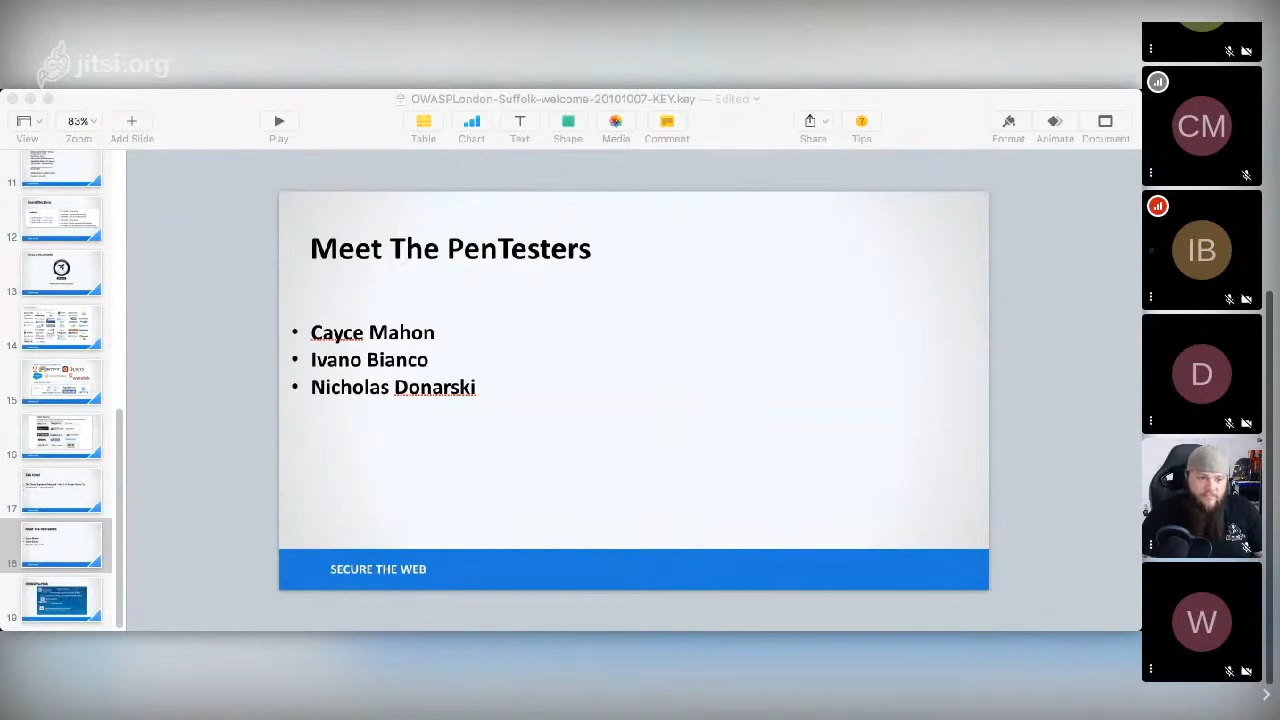 jitsi.org
OWASPLondon-Suffolk-welcome-20101007-KEY.key — Edited
83%
View
Zoom
Add Slide
Play
Table
Chart
Text
Shape
Media
Comment
Share
Tips
Format
Animate
Document
11
12
13
14
15
16
17
18
19
Meet The PenTesters
• Cayce Mahon
• Ivano Bianco
• Nicholas Donarski
SECURE THE WEB
CM
IB
D
W